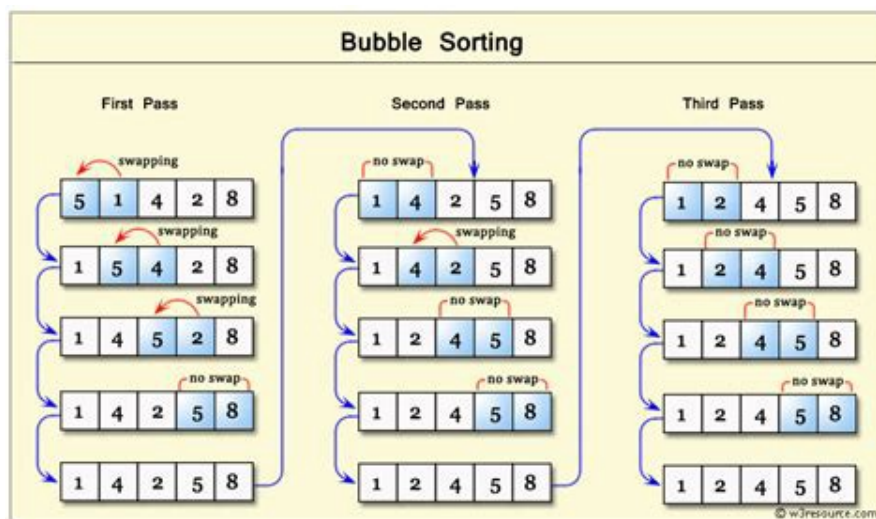 Bubble Sorting
First Pass
swapping
5 1 4 2 8
swapping
1 5 4 2 8
swapping
1 4 5 2 8
no swap
1 4 2 5 8
1 4 2 5 8
Second Pass
no swap
1 4 2 5 8
swapping
1 4 2 5 8
no swap
1 2 4 5 8
no swap
1 2 4 5 8
1 2 4 5 8
Third Pass
no swap
1 2 4 5 8
no swap
1 2 4 5 8
no swap
1 2 4 5 8
no swap
1 2 4 5 8
1 2 4 5 8
© w3resource.com